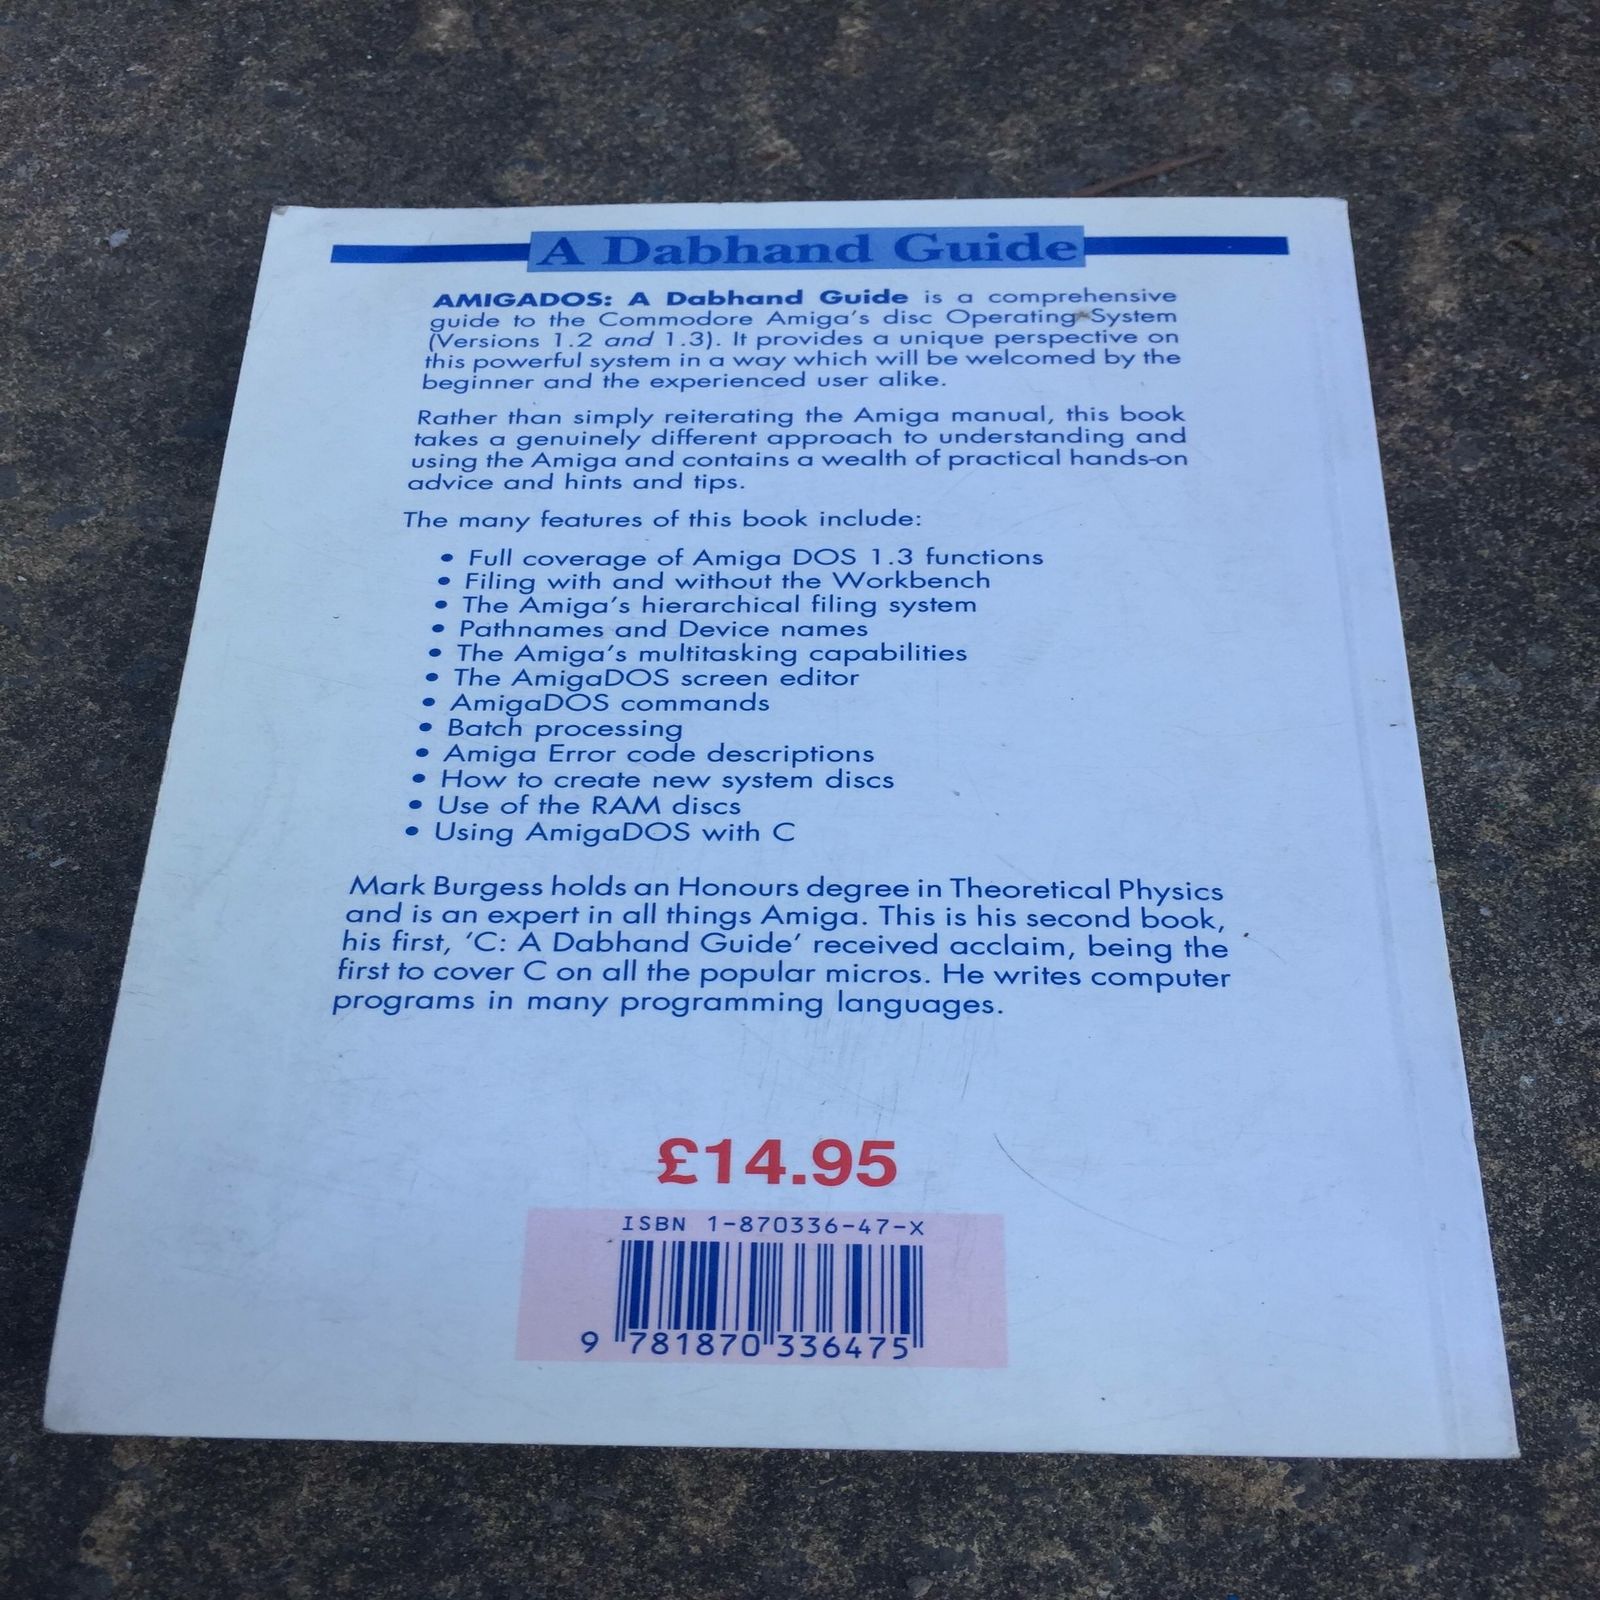 A Dabhand Guide
AMIGADOS: A Dabhand Guide is a comprehensive
guide to the Commodore Amiga's disc Operating System
(Versions 1.2 and 1.3). It provides a unique perspective on
this powerful system in a way which will be welcomed by the
beginner and the experienced user alike.
Rather than simply reiterating the Amiga manual, this book
takes a genuinely different approach to understanding and
using the Amiga and contains a wealth of practical hands-on
advice and hints and tips.
The many features of this book include:
• Full coverage of Amiga DOS 1.3 functions
• Filing with and without the Workbench
• The Amiga's hierarchical filing system
• Pathnames and Device names
• The Amiga's multitasking capabilities
• The AmigaDOS screen editor
• AmigaDOS commands
• Batch processing
• Amiga Error code descriptions
• How to create new system discs
• Use of the RAM discs
• Using AmigaDOS with C
Mark Burgess holds an Honours degree in Theoretical Physics
and is an expert in all things Amiga. This is his second book,
his first, 'C: A Dabhand Guide' received acclaim, being the
first to cover C on all the popular micros. He writes computer
programs in many programming languages.
£14.95
ISBN 1-870336-47-X
9 781870 336475